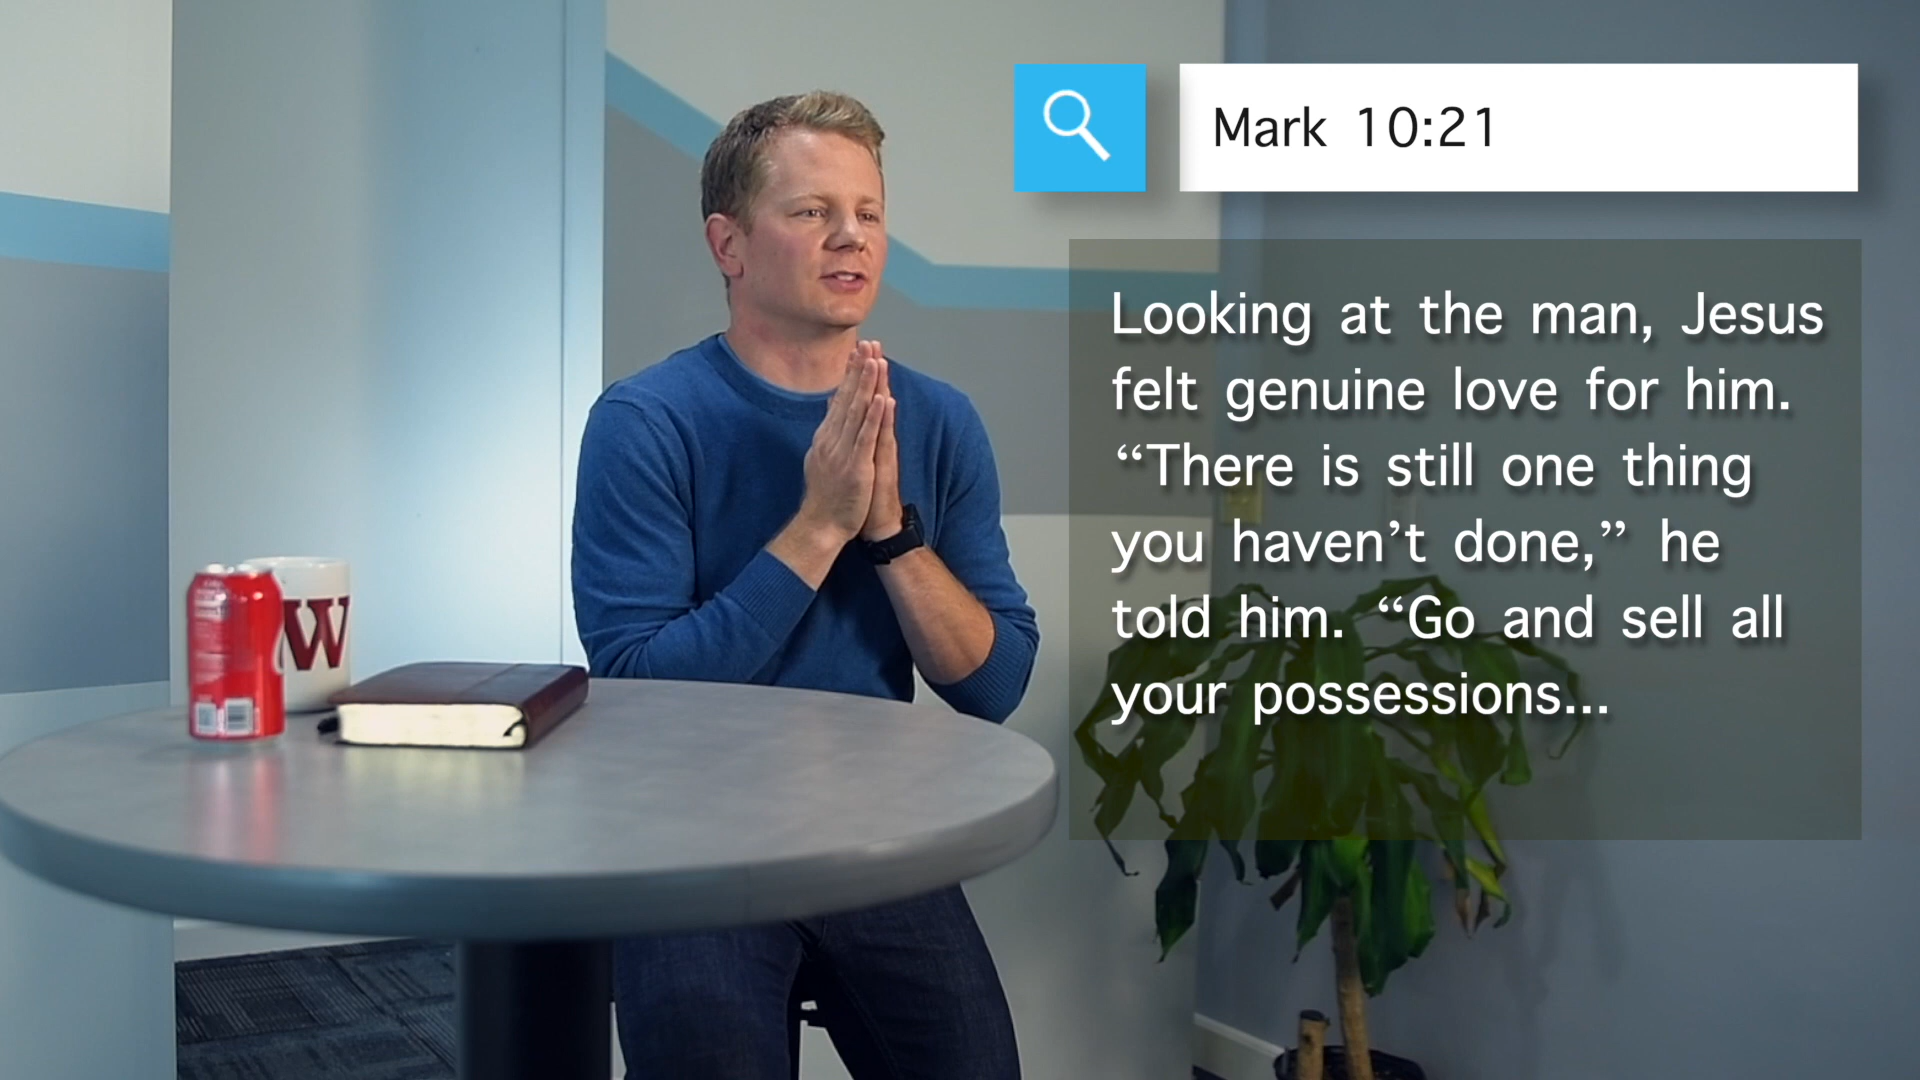 Mark 10:21
Looking at the man, Jesus
felt genuine love for him.
“There is still one thing
you haven’t done,” he
told him. “Go and sell all
your possessions...
W